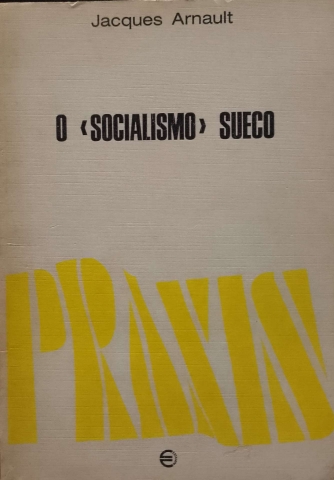 Jacques Arnault
O ‹SOCIALISMO› SUECO
PRAXIS